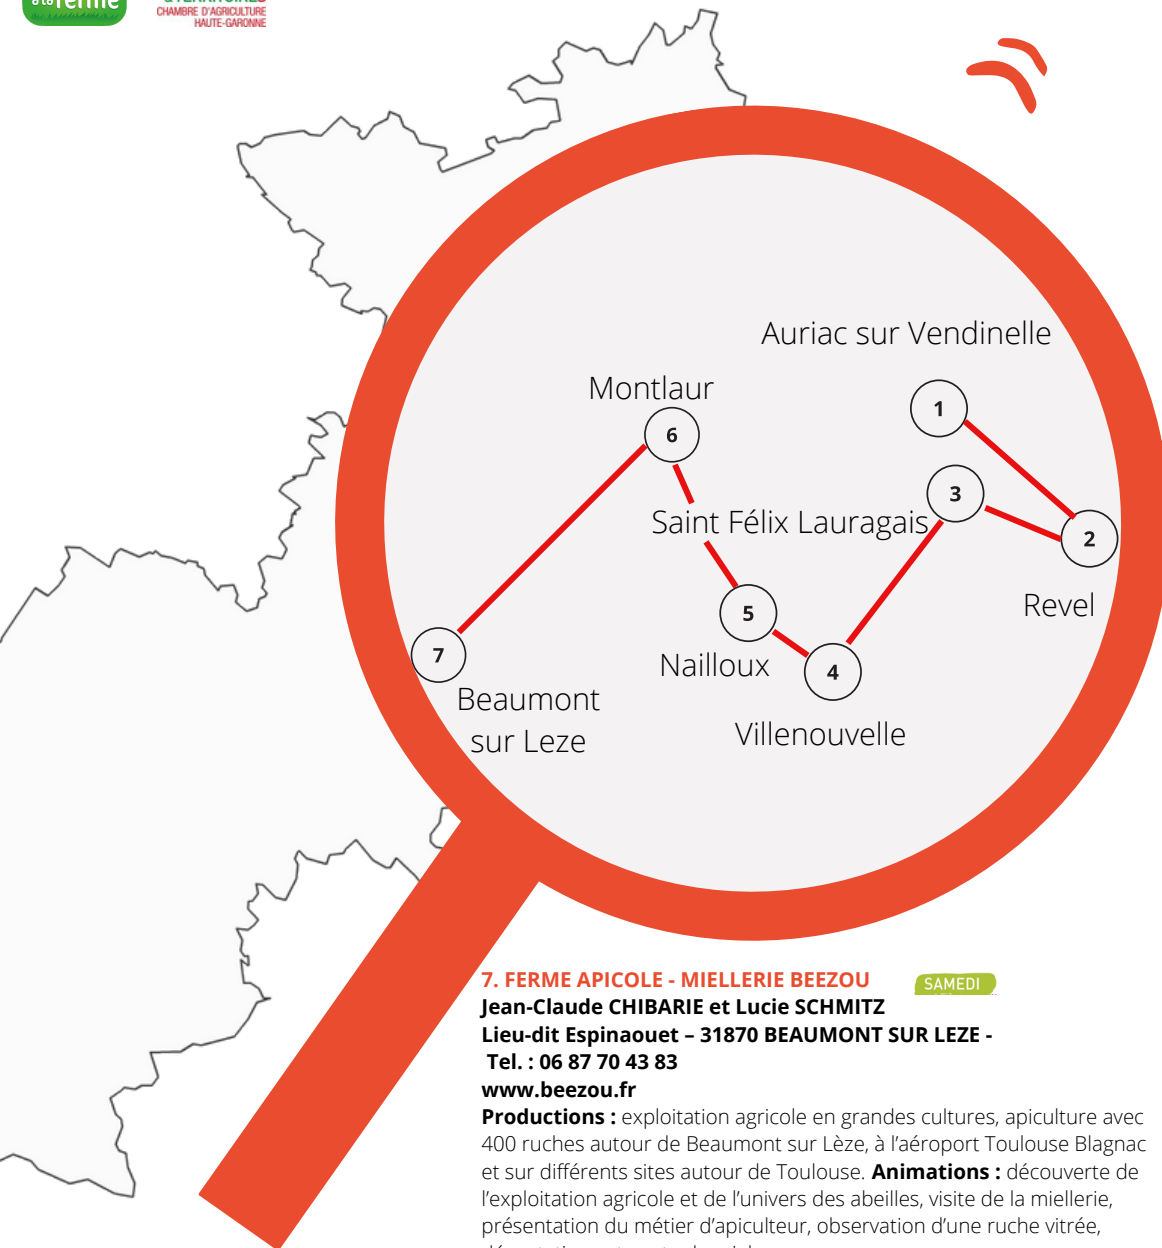 à la ferme
& TERRITOIRES
CHAMBRE D'AGRICULTURE
HAUTE-GARONNE
Auriac sur Vendinelle
Montlaur
1
6
3
Saint Félix Lauragais
2
Revel
5
Nailloux
4
7
Beaumont
sur Leze
Villenouvelle
7. FERME APICOLE - MIELLERIE BEEZOU
SAMEDI
Jean-Claude CHIBARIE et Lucie SCHMITZ
Lieu-dit Espinaouet – 31870 BEAUMONT SUR LEZE -
Tel. : 06 87 70 43 83
www.beezou.fr
Productions : exploitation agricole en grandes cultures, apiculture avec
400 ruches autour de Beaumont sur Lèze, à l'aéroport Toulouse Blagnac
et sur différents sites autour de Toulouse. Animations : découverte de
l'exploitation agricole et de l'univers des abeilles, visite de la miellerie,
présentation du métier d'apiculteur, observation d'une ruche vitrée,